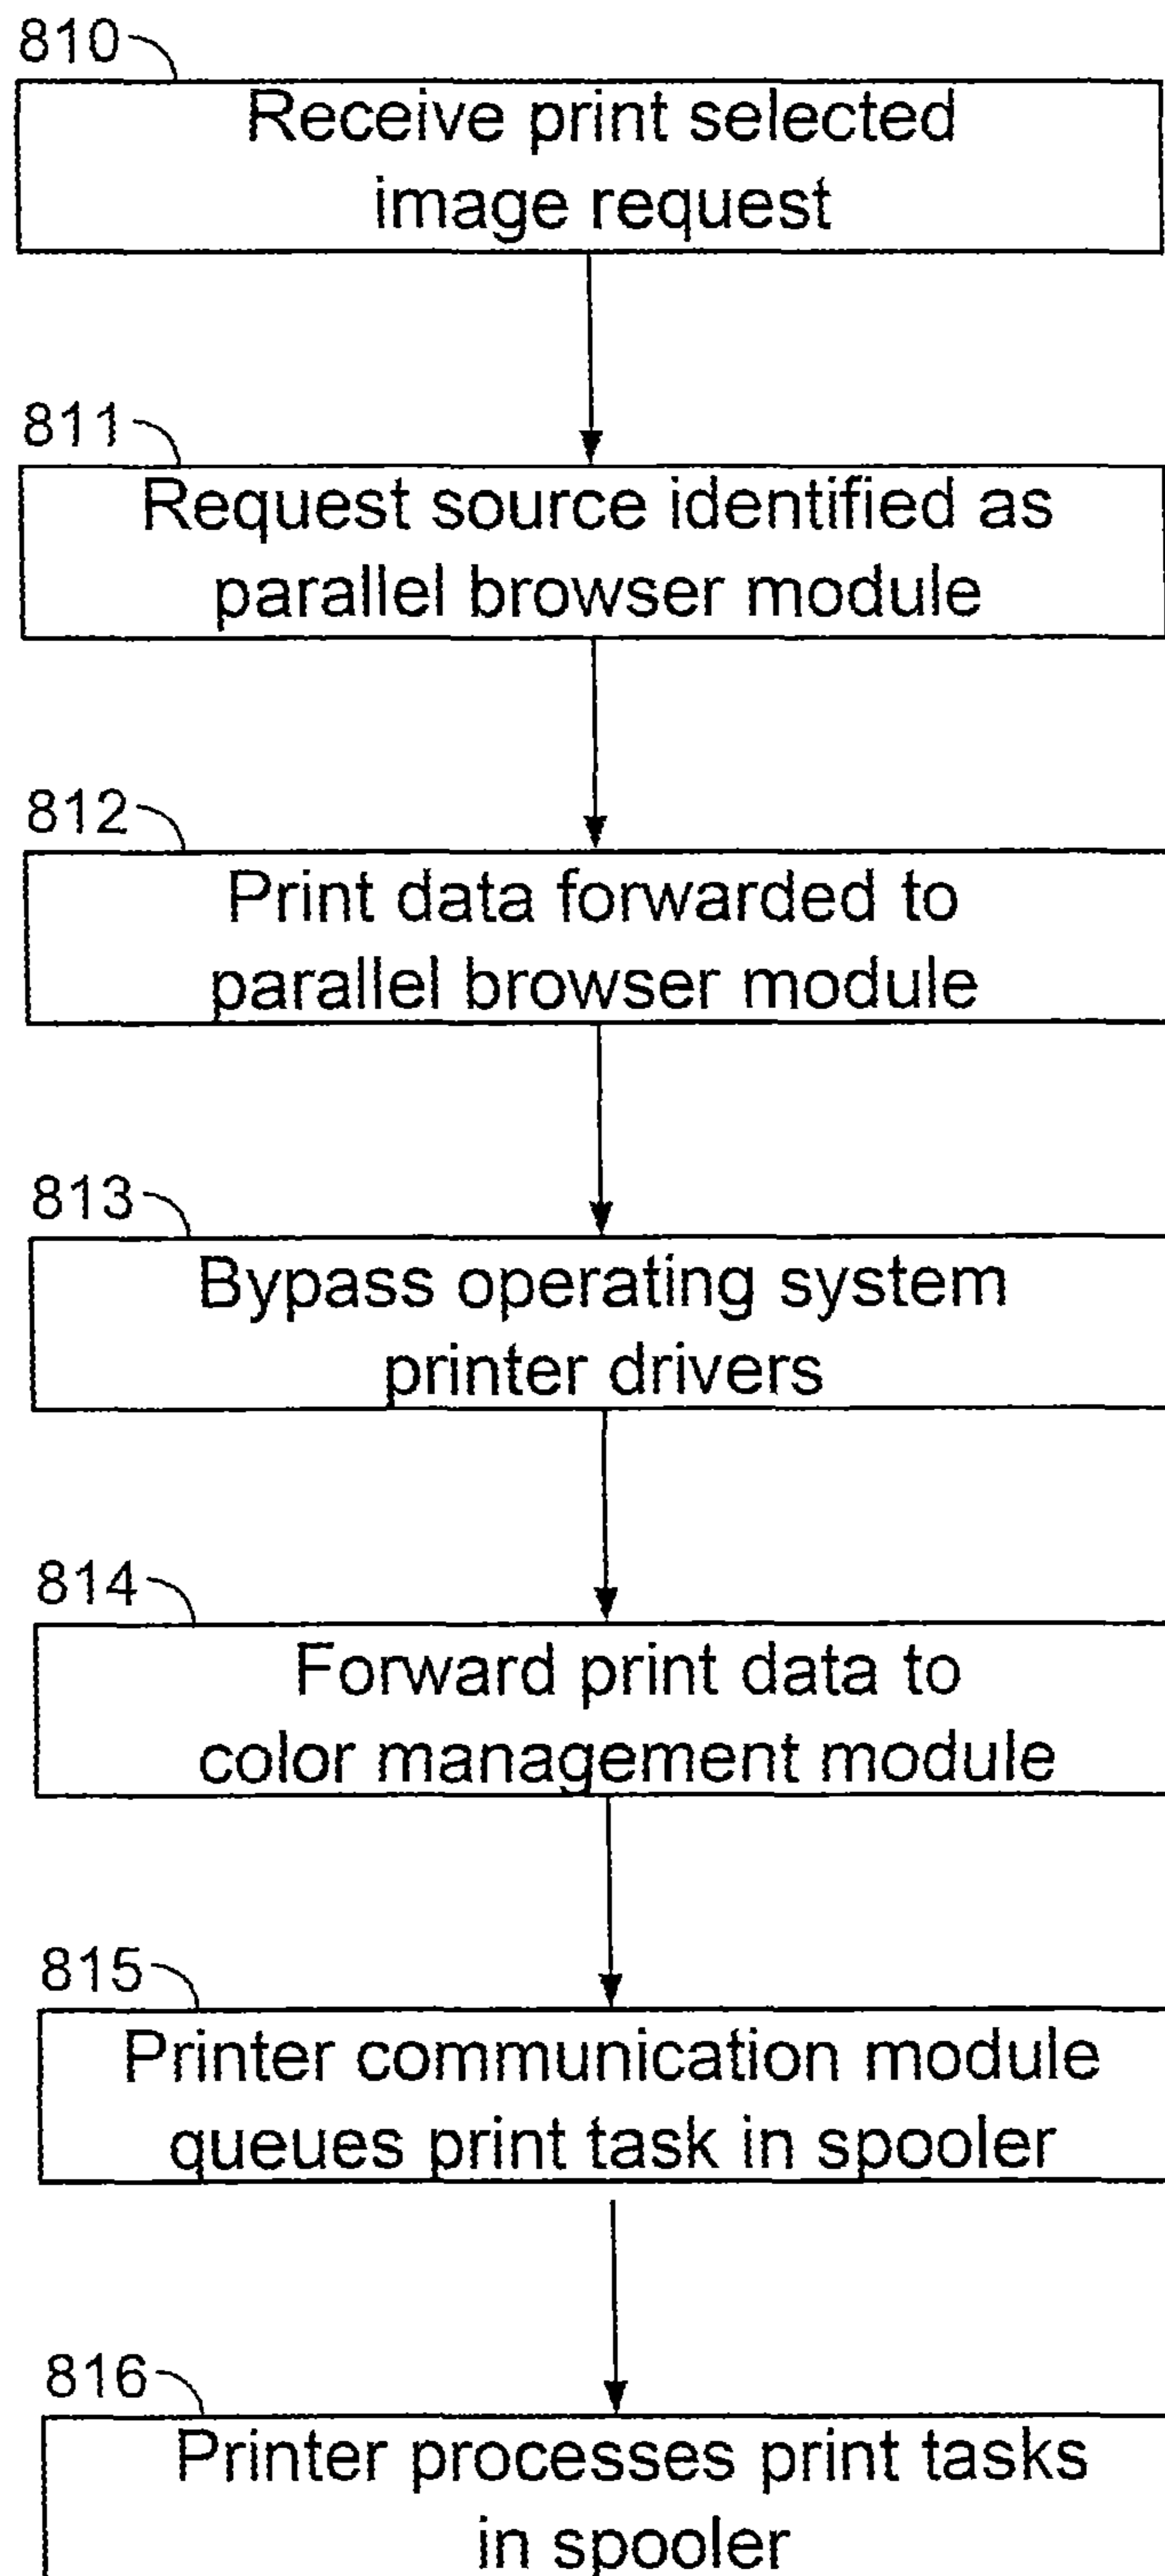 810
Receive print selected
image request
811
Request source identified as
parallel browser module
812
Print data forwarded to
parallel browser module
813
Bypass operating system
printer drivers
814
Forward print data to
color management module
815
Printer communication module
queues print task in spooler
816
Printer processes print tasks
in spooler